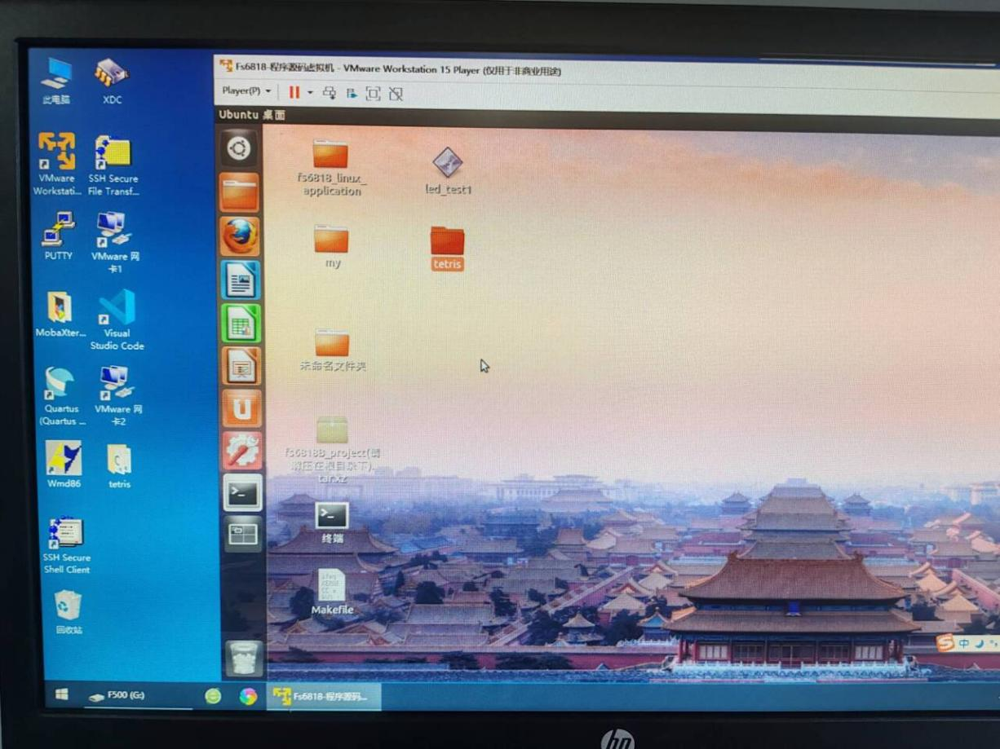 Fs6818-程序源码虚拟机 - VMware Workstation 15 Player (仅用于非商业用途)
Player(P)
Ubuntu 桌面
此电脑
XDC
VMware
Workstati...
SSH Secure
File Transf...
PUTTY
VMware 网
卡1
MobaXter...
Visual
Studio Code
Quartus
(Quartus ...
VMware 网
卡2
Wmd86
tetris
SSH Secure
Shell Client
回收站
fs6818_linux_
application
led_test1
my
tetris
未命名文件夹
fs6818B_project(请
解压在根目录下).
tar.xz
终端
Makefile
中
F500 (G:)
Fs6818-程序源码...
hp